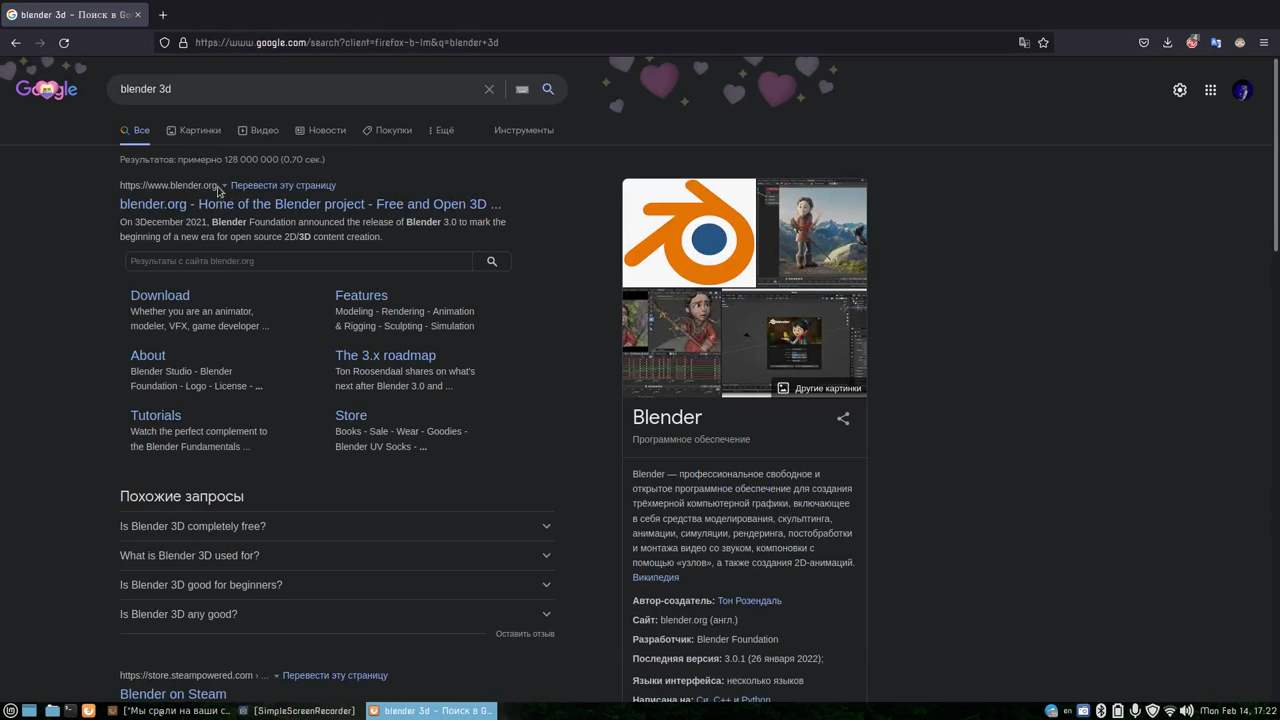 blender 3d – Поиск в Go
https://www.google.com/search?client=firefox-b-lm&q=blender+3d
Google
blender 3d
Все
Картинки
Видео
Новости
Покупки
Ещё
Инструменты
Результатов: примерно 128 000 000 (0,70 сек.)
https://www.blender.org
Перевести эту страницу
blender.org - Home of the Blender project - Free and Open 3D ...
On 3December 2021, Blender Foundation announced the release of Blender 3.0 to mark the
beginning of a new era for open source 2D/3D content creation.
Результаты с сайта blender.org
Download
Whether you are an animator,
modeler, VFX, game developer ...
Features
Modeling - Rendering - Animation
& Rigging - Sculpting - Simulation
About
Blender Studio - Blender
Foundation - Logo - License - ...
The 3.x roadmap
Ton Roosendaal shares on what's
next after Blender 3.0 and ...
Tutorials
Watch the perfect complement to
the Blender Fundamentals ...
Store
Books - Sale - Wear - Goodies -
Blender UV Socks - ...
Похожие запросы
Is Blender 3D completely free?
What is Blender 3D used for?
Is Blender 3D good for beginners?
Is Blender 3D any good?
Оставить отзыв
https://store.steampowered.com › ...
Перевести эту страницу
Blender on Steam
Другие картинки
Blender
Программное обеспечение
Blender — профессиональное свободное и
открытое программное обеспечение для создания
трёхмерной компьютерной графики, включающее
в себя средства моделирования, скульптинга,
анимации, симуляции, рендеринга, постобработки
и монтажа видео со звуком, компоновки с
помощью «узлов», а также создания 2D-анимаций.
Википедия
Автор-создатель: Тон Розендаль
Сайт: blender.org (англ.)
Разработчик: Blender Foundation
Последняя версия: 3.0.1 (26 января 2022);
Языки интерфейса: несколько языков
Написана на: Си, C++ и Python
["Мы срали на ваши с...
[SimpleScreenRecorder]
blender 3d – Поиск в G...
Mon Feb 14, 17:22